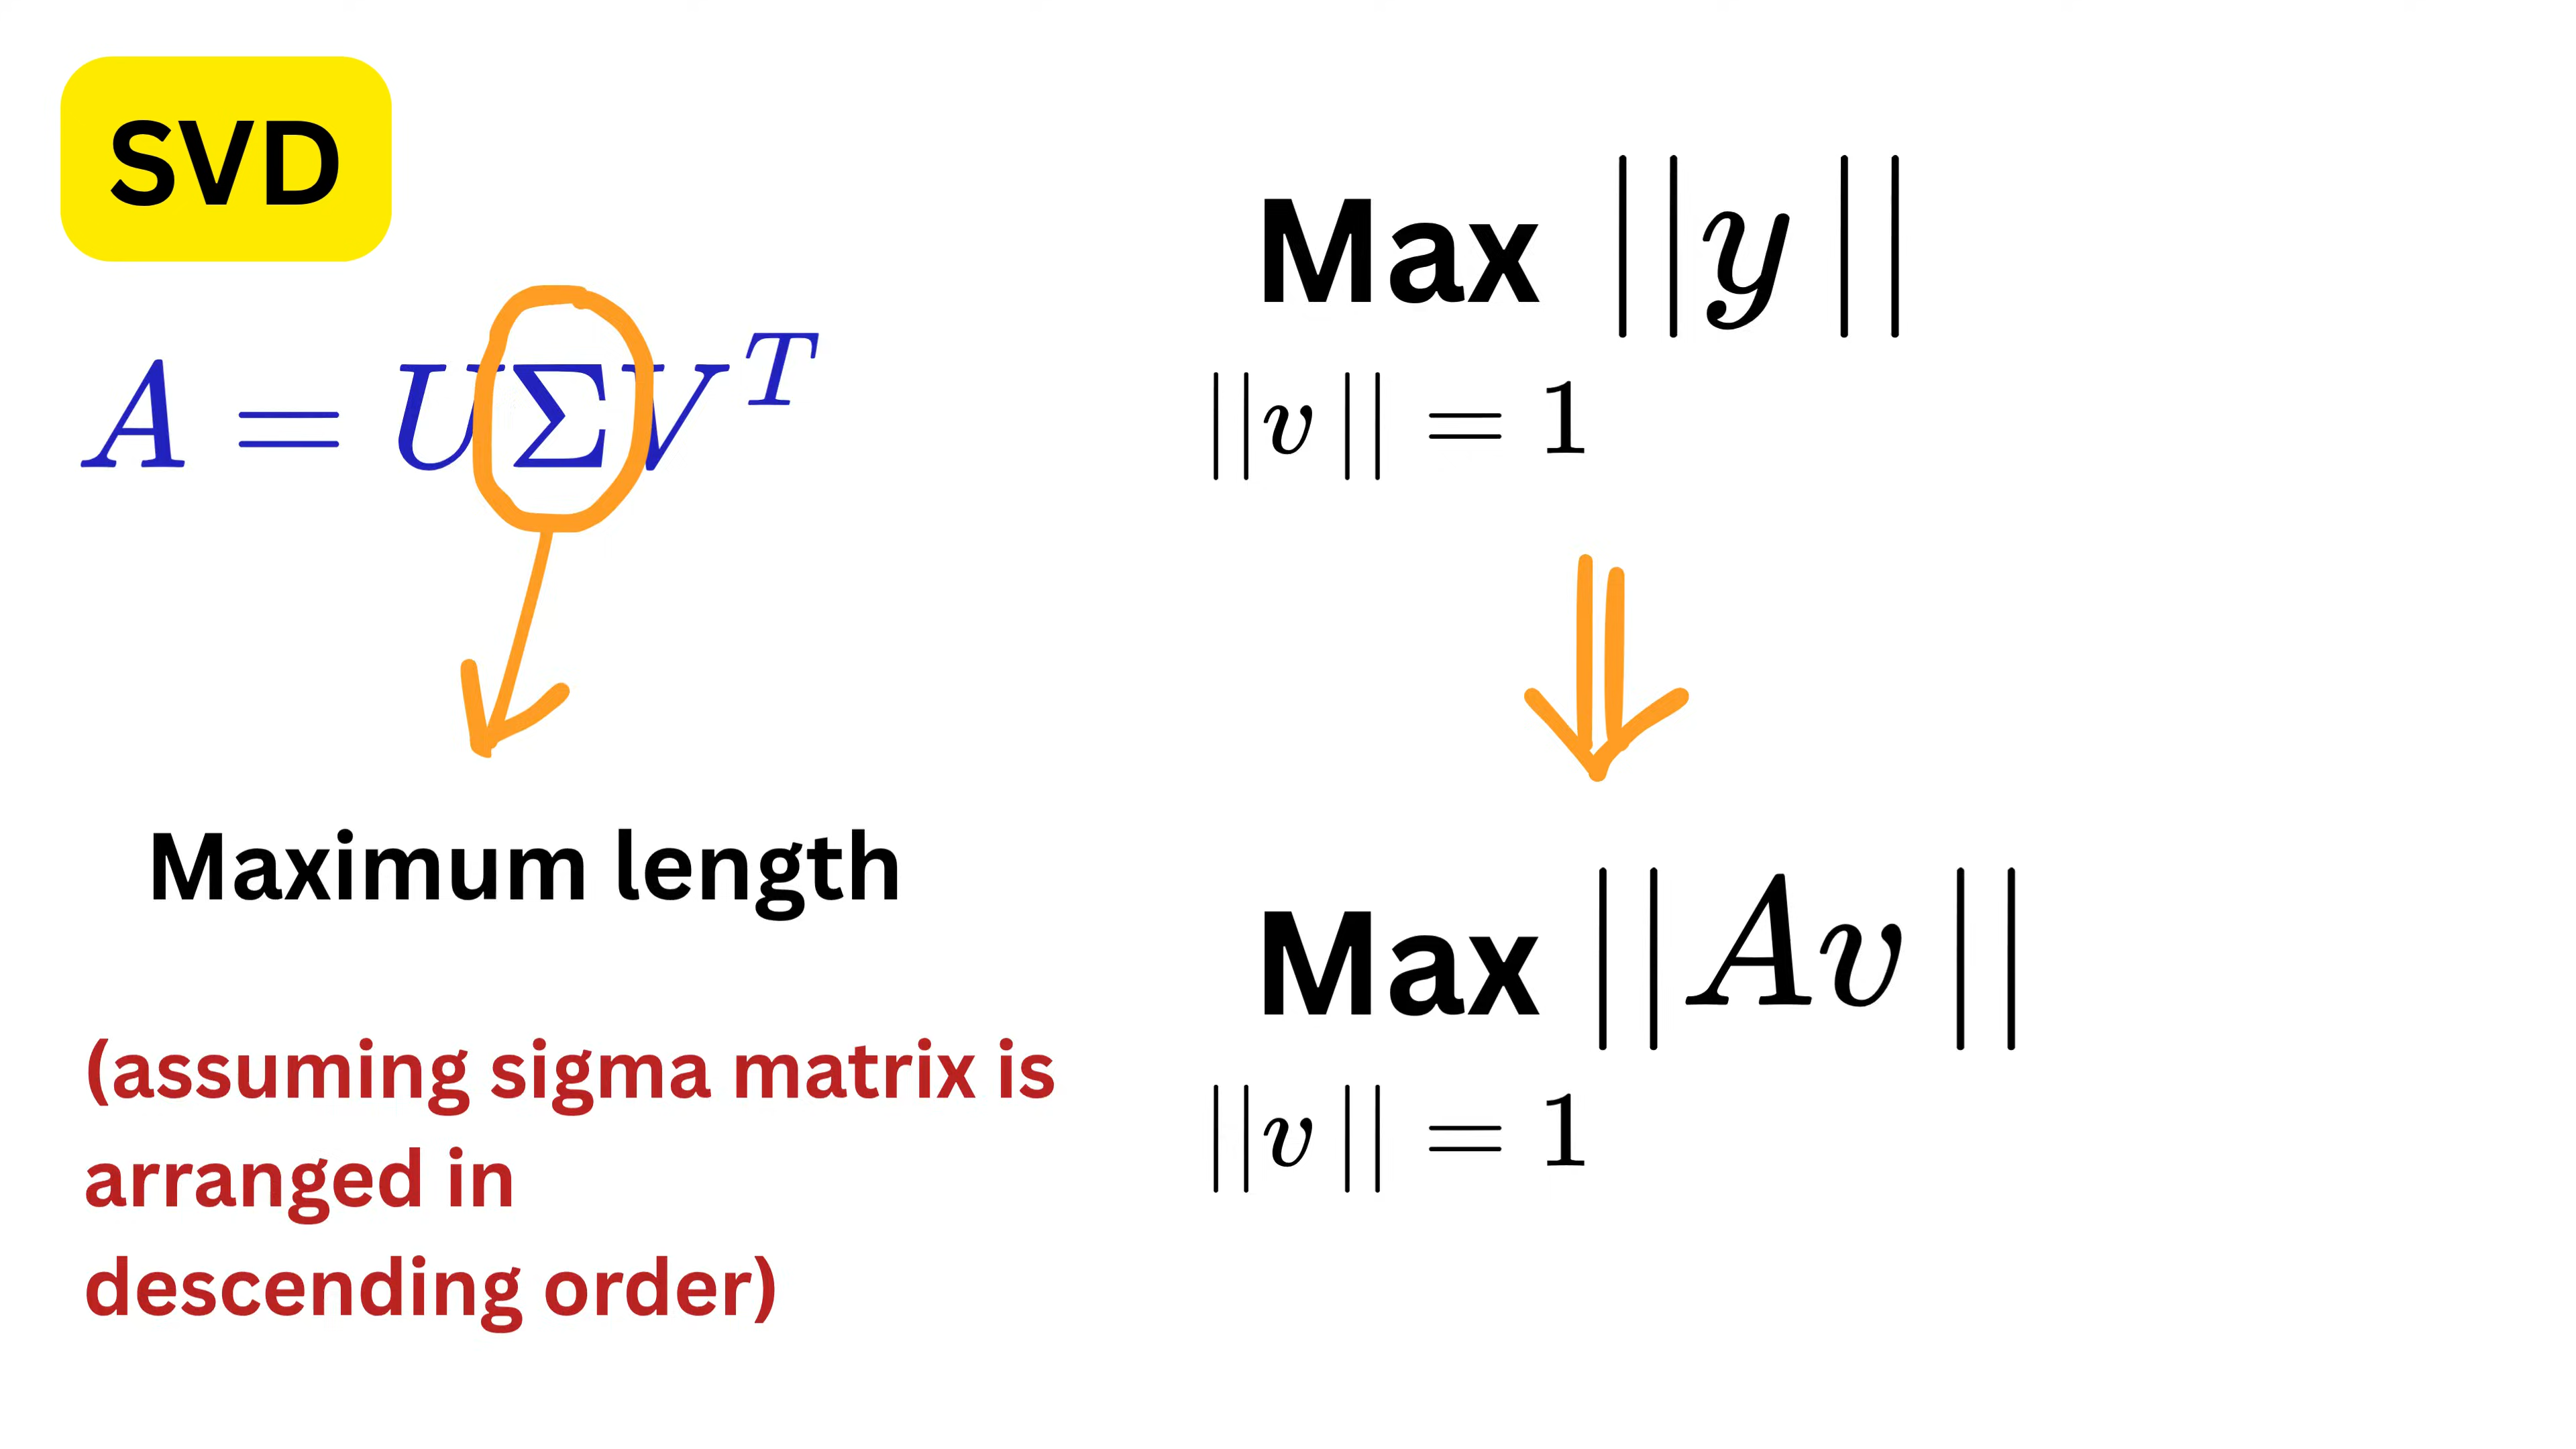 SVD
A = UΣV^T
Maximum length
(assuming sigma matrix is
arranged in
descending order)
Max ||y||
||v|| = 1
Max ||Av||
||v|| = 1